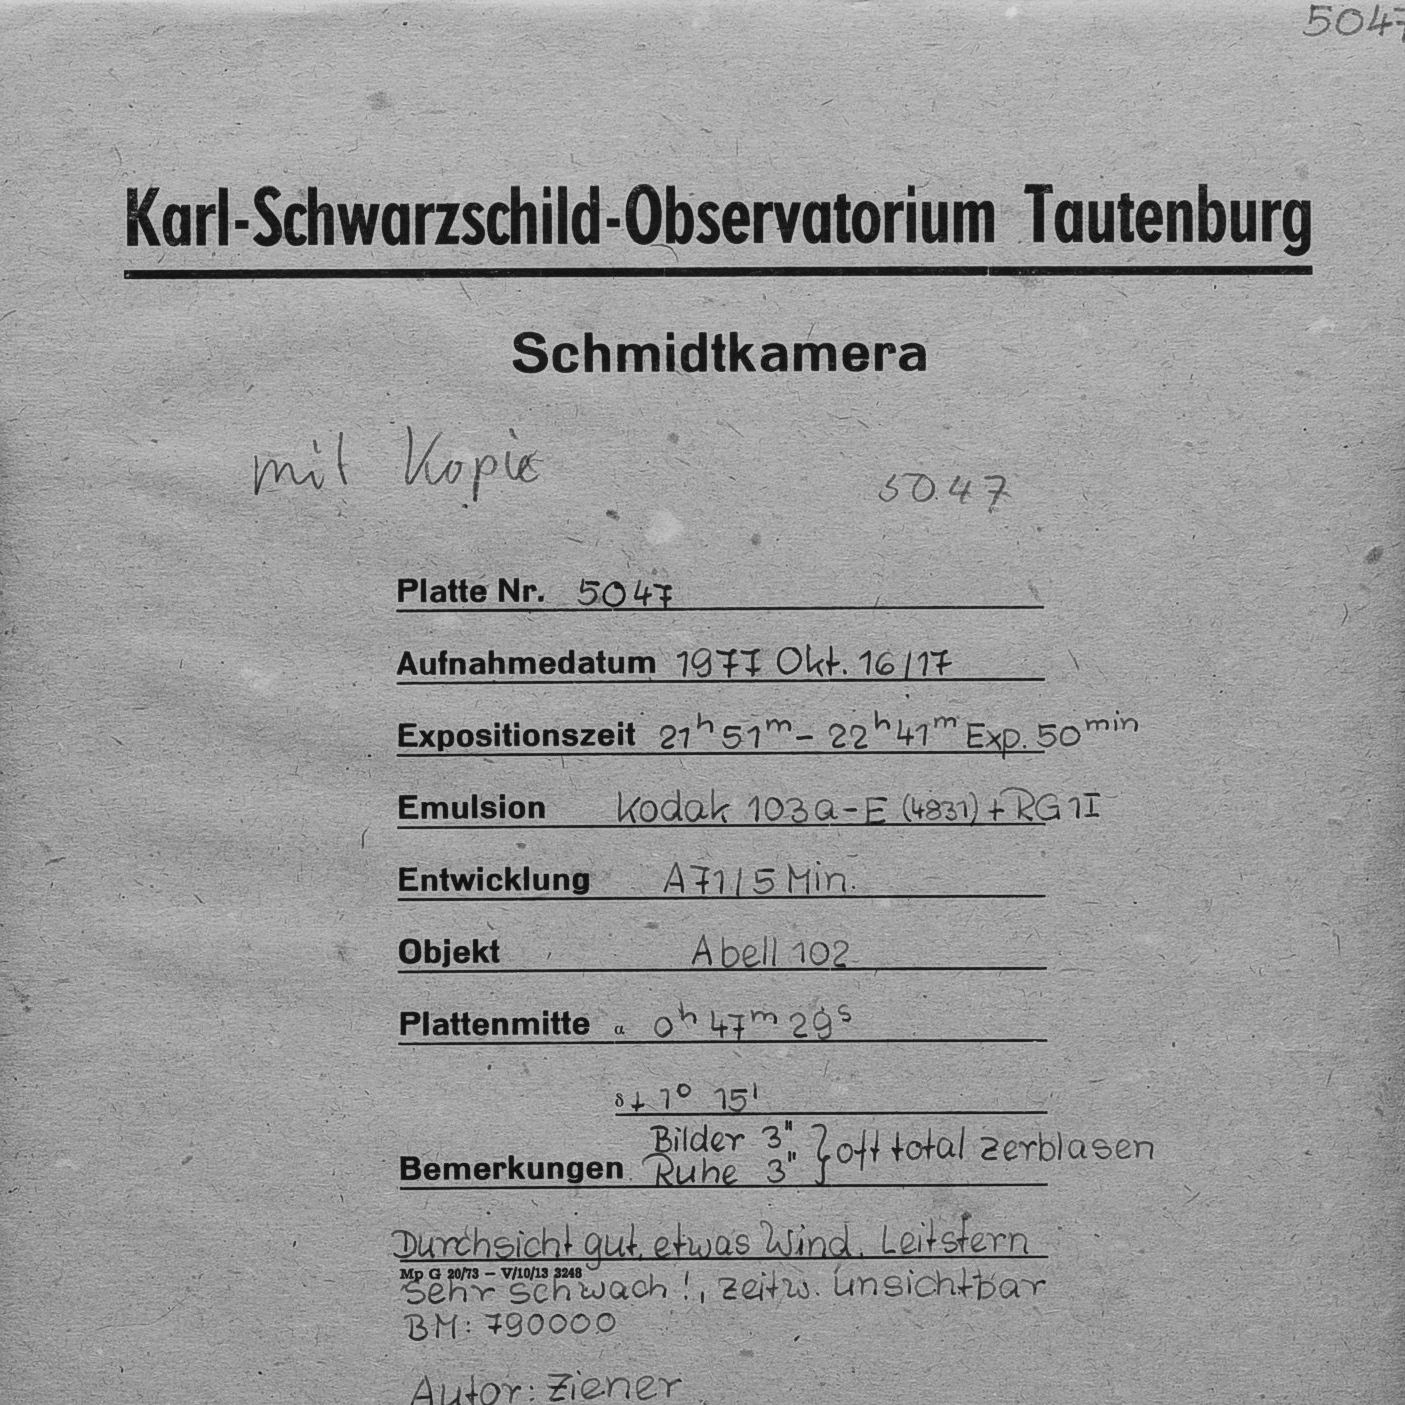 5047
Karl-Schwarzschild-Observatorium Tautenburg
Schmidtkamera
mit Kopie
5047
Platte Nr. 5047
Aufnahmedatum 1977 Okt. 16/17
Expositionszeit 21h 51m – 22h 41m Exp. 50min
Emulsion Kodak 103a-E (4831) + RG1I
Entwicklung A71/5 Min.
Objekt Abell 102
Plattenmitte α 0h 47m 29s
δ + 1° 15'
Bilder 3" } oft total zerblasen
Bemerkungen Ruhe 3"
Durchsicht gut, etwas Wind. Leitstern
Mp G 20/73 – V/10/13 3248
sehr schwach!, zeitw. unsichtbar
BM: 790000
Autor: Ziener